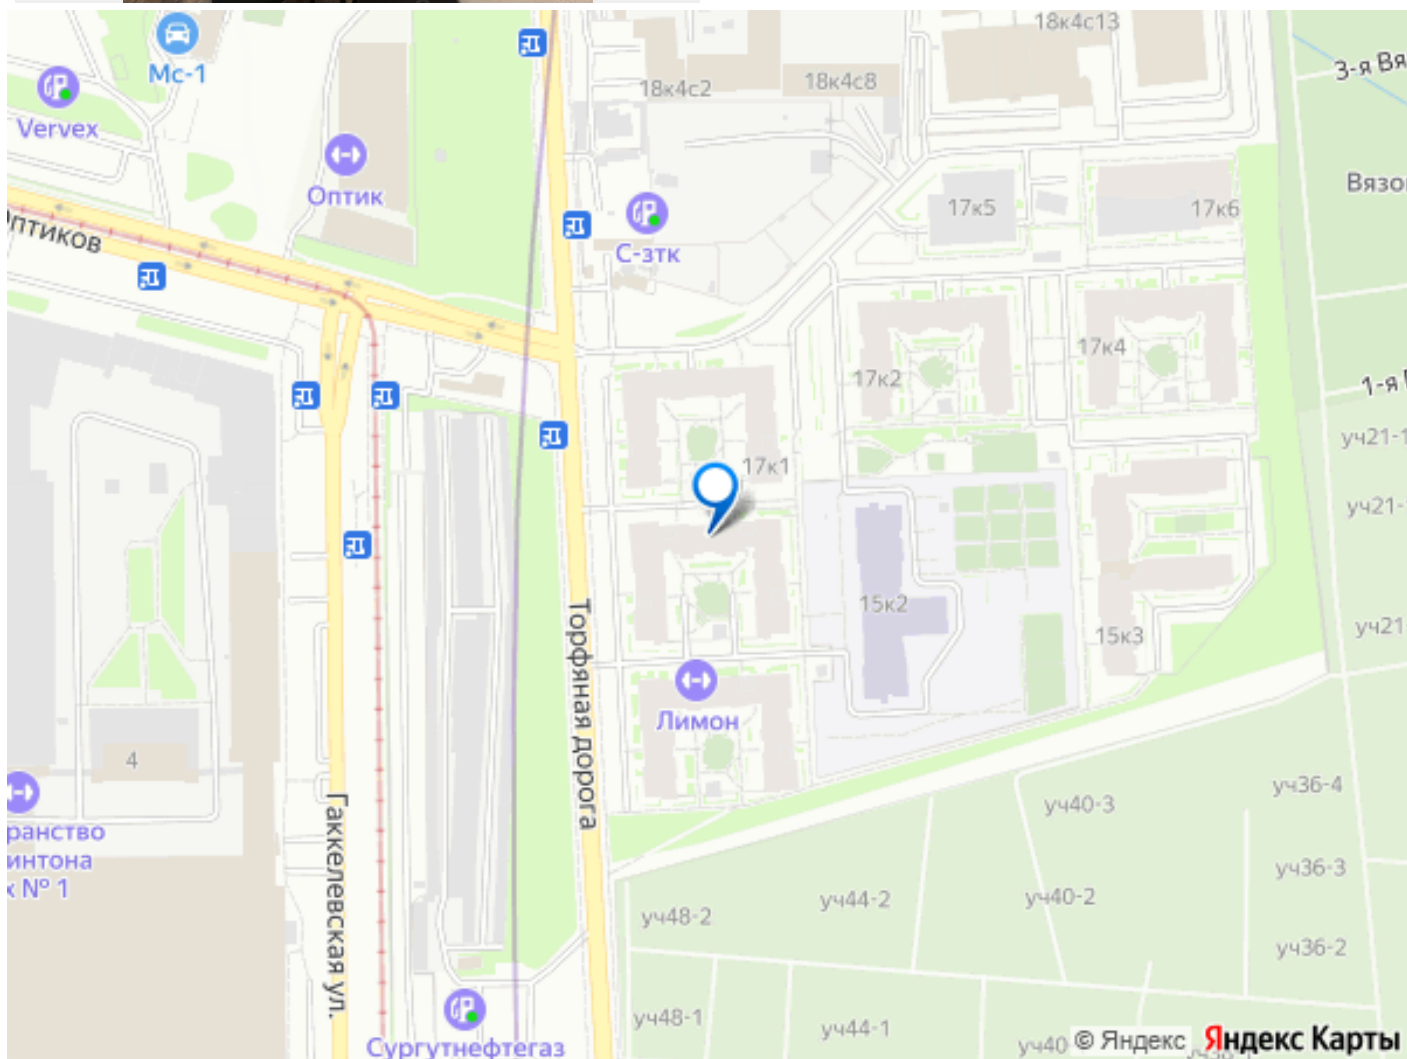 18к4с13
Мс-1
3-я Вя
18к4с2
18к4с8
Vervex
Оптик
Вязо
17к5
17к6
птиков
С-зтк
17к4
17к2
1-я
уч21-1
17к1
уч21-
15к2
Торфяная дорога
уч21
15к3
Лимон
4
уч36-4
Гаккелевская ул.
уч40-3
ранство
интона
№ 1
уч36-3
уч44-2
уч40-2
уч48-2
уч36-2
уч48-1
уч44-1
уч40
© Яндекс
Яндекс Карты
Сургутнефтегаз